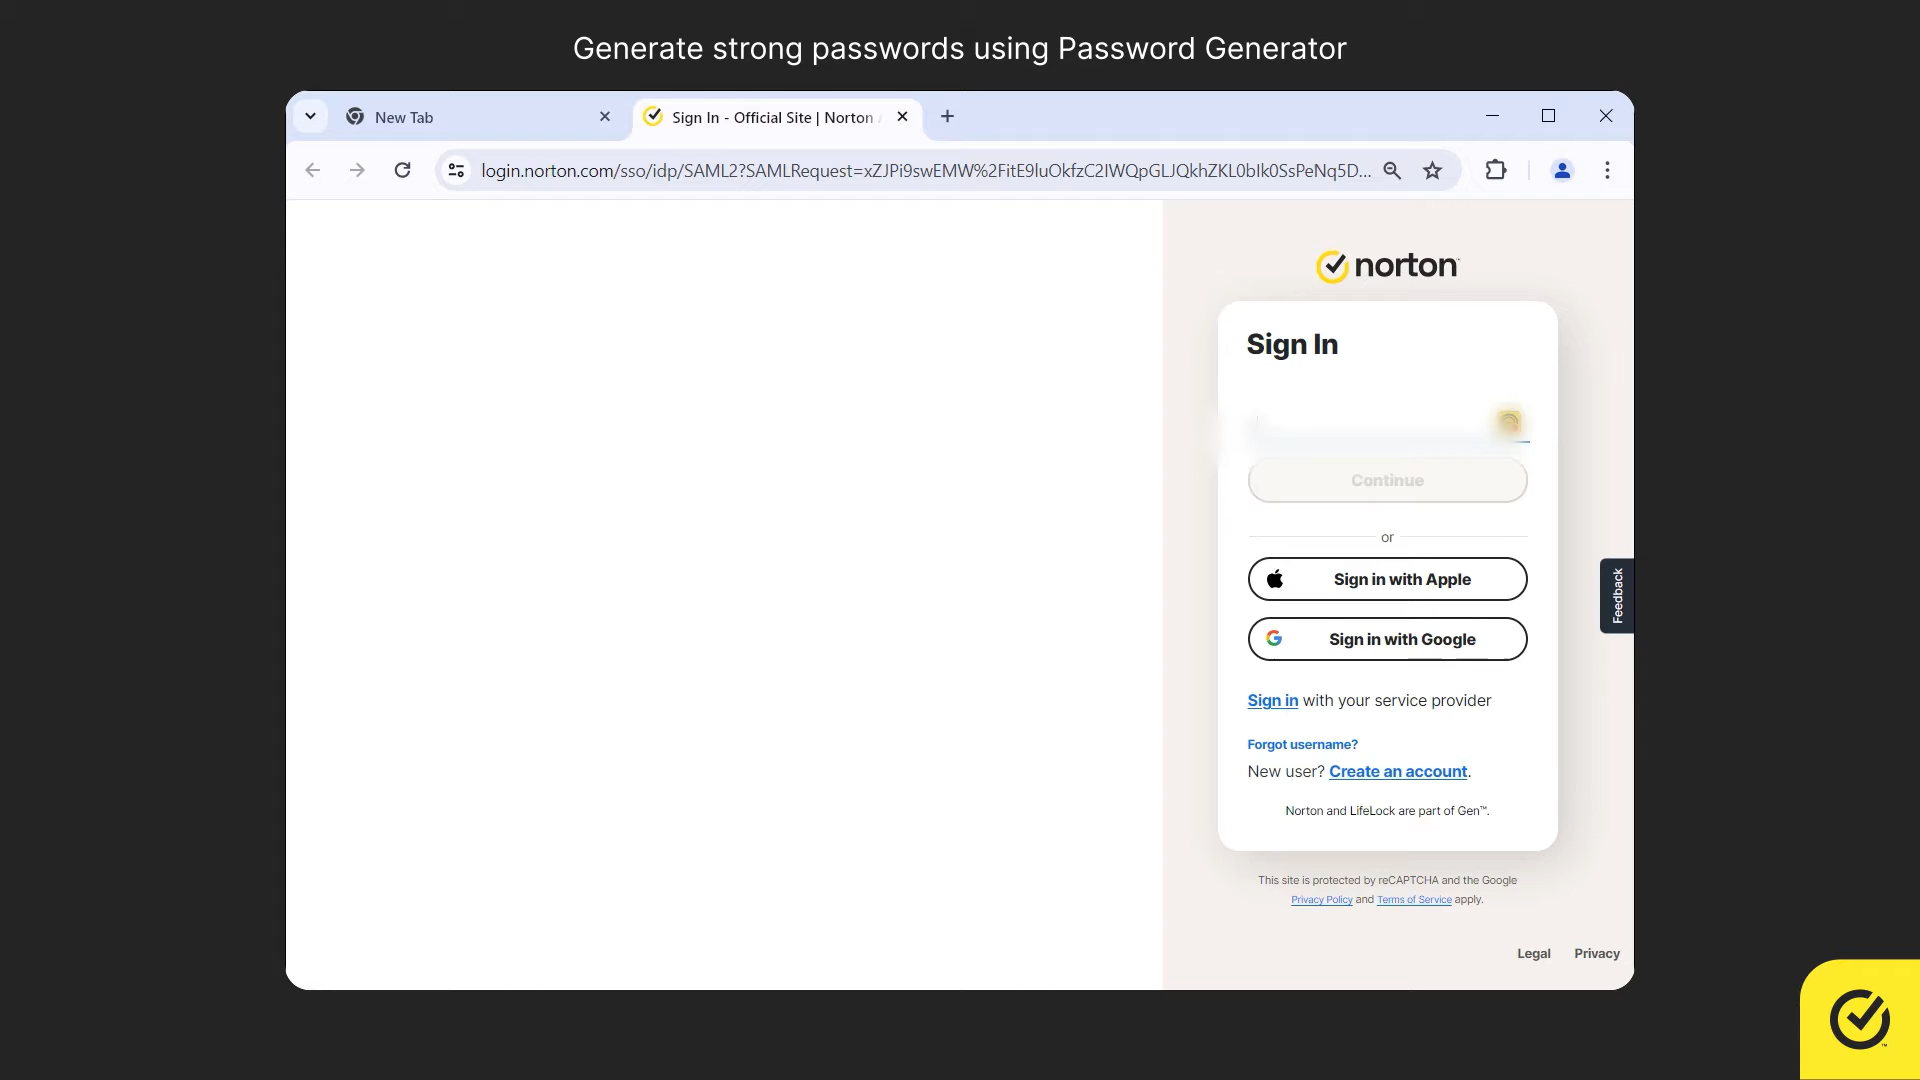 Generate strong passwords using Password Generator
New Tab
Sign In - Official Site | Norton
login.norton.com/sso/idp/SAML2?SAMLRequest=xZJPi9swEMW%2FitE9luOkfzC2IWQpGLJQkhZKL0bIk0SsPeNq5D...
norton
Sign In
Continue
or
Sign in with Apple
Sign in with Google
Feedback
Sign in with your service provider
Forgot username?
New user? Create an account.
Norton and LifeLock are part of Gen™.
This site is protected by reCAPTCHA and the Google
Privacy Policy and Terms of Service apply.
Legal Privacy